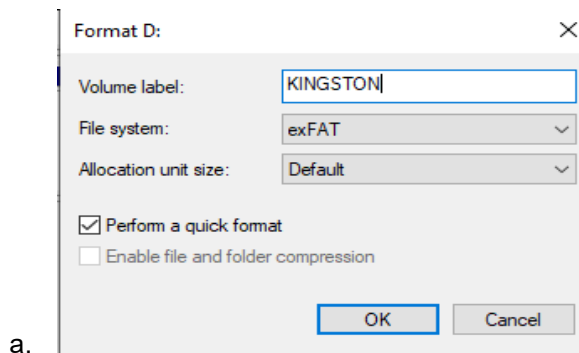 Format D:
Volume label: KINGSTON
File system: exFAT
Allocation unit size: Default
Perform a quick format
Enable file and folder compression
OK Cancel
a.